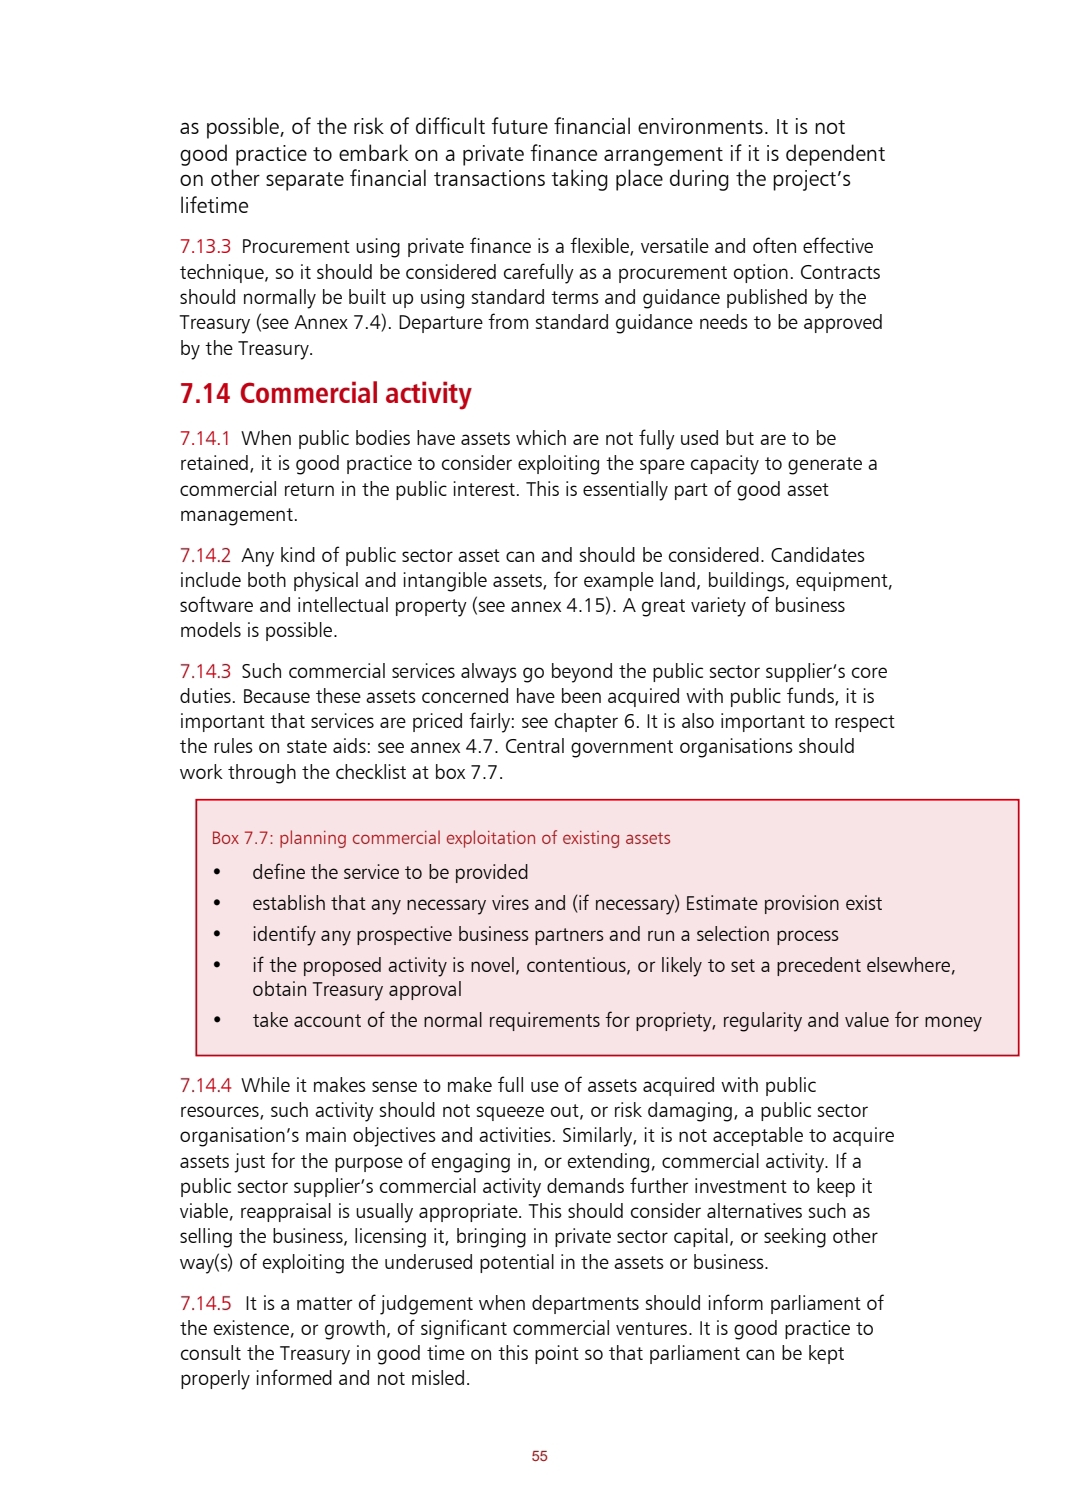 as possible, of the risk of difficult future financial environments. It is not
good practice to embark on a private finance arrangement if it is dependent
on other separate financial transactions taking place during the project’s
lifetime
7.13.3 Procurement using private finance is a flexible, versatile and often effective
technique, so it should be considered carefully as a procurement option. Contracts
should normally be built up using standard terms and guidance published by the
Treasury (see Annex 7.4). Departure from standard guidance needs to be approved
by the Treasury.
7.14 Commercial activity
7.14.1 When public bodies have assets which are not fully used but are to be
retained, it is good practice to consider exploiting the spare capacity to generate a
commercial return in the public interest. This is essentially part of good asset
management.
7.14.2 Any kind of public sector asset can and should be considered. Candidates
include both physical and intangible assets, for example land, buildings, equipment,
software and intellectual property (see annex 4.15). A great variety of business
models is possible.
7.14.3 Such commercial services always go beyond the public sector supplier’s core
duties. Because these assets concerned have been acquired with public funds, it is
important that services are priced fairly: see chapter 6. It is also important to respect
the rules on state aids: see annex 4.7. Central government organisations should
work through the checklist at box 7.7.
Box 7.7: planning commercial exploitation of existing assets
• define the service to be provided
• establish that any necessary vires and (if necessary) Estimate provision exist
• identify any prospective business partners and run a selection process
• if the proposed activity is novel, contentious, or likely to set a precedent elsewhere,
obtain Treasury approval
• take account of the normal requirements for propriety, regularity and value for money
7.14.4 While it makes sense to make full use of assets acquired with public
resources, such activity should not squeeze out, or risk damaging, a public sector
organisation’s main objectives and activities. Similarly, it is not acceptable to acquire
assets just for the purpose of engaging in, or extending, commercial activity. If a
public sector supplier’s commercial activity demands further investment to keep it
viable, reappraisal is usually appropriate. This should consider alternatives such as
selling the business, licensing it, bringing in private sector capital, or seeking other
way(s) of exploiting the underused potential in the assets or business.
7.14.5 It is a matter of judgement when departments should inform parliament of
the existence, or growth, of significant commercial ventures. It is good practice to
consult the Treasury in good time on this point so that parliament can be kept
properly informed and not misled.
55